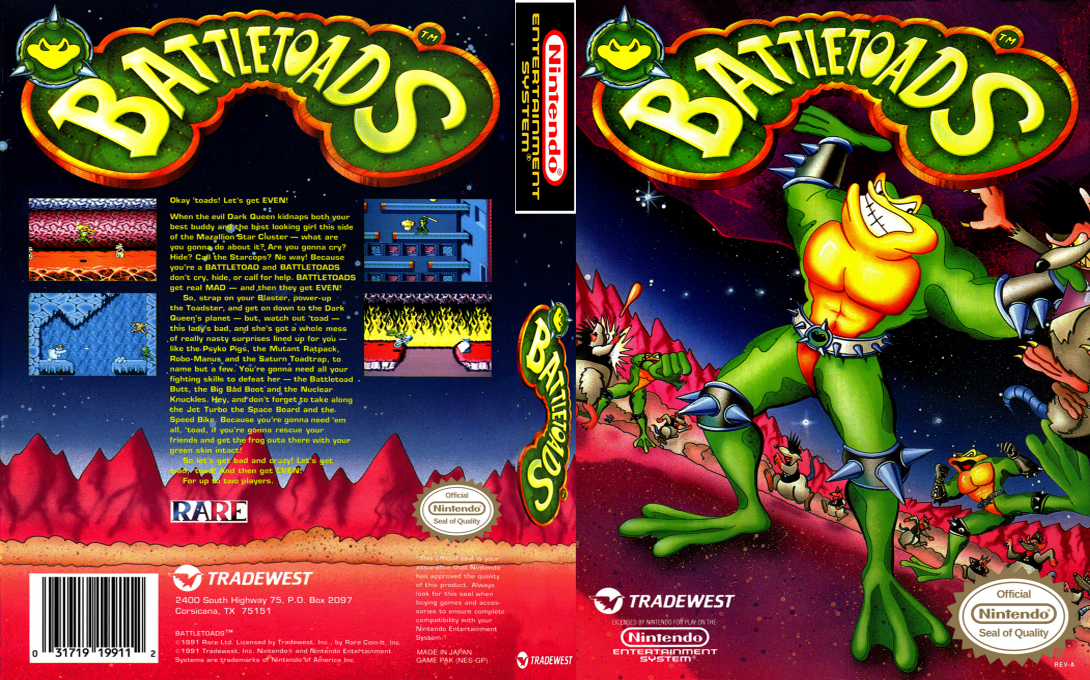 BATTLETOADS
TM
Okay 'toads! Let's get EVEN!
When the evil Dark Queen kidnaps both your
best buddy and the best looking girl this side
of the Mazallion Star Cluster — what are
you gonna do about it? Are you gonna cry?
Hide? Call the Starcops? No way! Because
you're a BATTLETOAD and BATTLETOADS
don't cry, hide, or call for help. BATTLETOADS
get real MAD — and then they get EVEN!
So, strap on your Blaster, power-up
the Toadster, and get on down to the Dark
Queen's planet — but, watch out 'toad —
this lady's bad, and she's got a whole mess
of really nasty surprises lined up for you —
like the Psyko Pigs, the Mutant Ratpack,
Robo-Manus and the Saturn Toadtrap, to
name but a few. You're gonna need all your
fighting skills to defeat her — the Battletoad
Butt, the Big Bad Boot and the Nuclear
Knuckles. Hey, and don't forget to take along
the Jet Turbo the Space Board and the
Speed Bike. Because you're gonna need 'em
all, 'toad, if you're gonna rescue your
friends and get the frog outa there with your
green skin intact!
So let's get bad and crazy! Let's get
mad, 'toad! And then get EVEN!
For up to two players.
RARE
Official
Nintendo
Seal of Quality
"This official seal is your
assurance that Nintendo
has approved the quality
of this product. Always
look for this seal when
buying games and acces-
sories to ensure complete
compatibility with your
Nintendo Entertainment
System."
MADE IN JAPAN
GAME PAK (NES-GP)
TRADEWEST
2400 South Highway 75, P.O. Box 2097
Corsicana, TX 75151
BATTLETOADS™
©1991 Rare Ltd. Licensed by Tradewest, Inc., by Rare Coin-It, Inc.
©1991 Tradewest, Inc. Nintendo® and Nintendo Entertainment
Systems are trademarks of Nintendo of America Inc.
0 31719 19911 2
Nintendo®
ENTERTAINMENT
SYSTEM®
BATTLETOADS
TRADEWEST
BATTLETOADS
TM
TRADEWEST
LICENSED BY NINTENDO FOR PLAY ON THE
Nintendo
ENTERTAINMENT
SYSTEM®
Official
Nintendo
Seal of Quality
REV-A